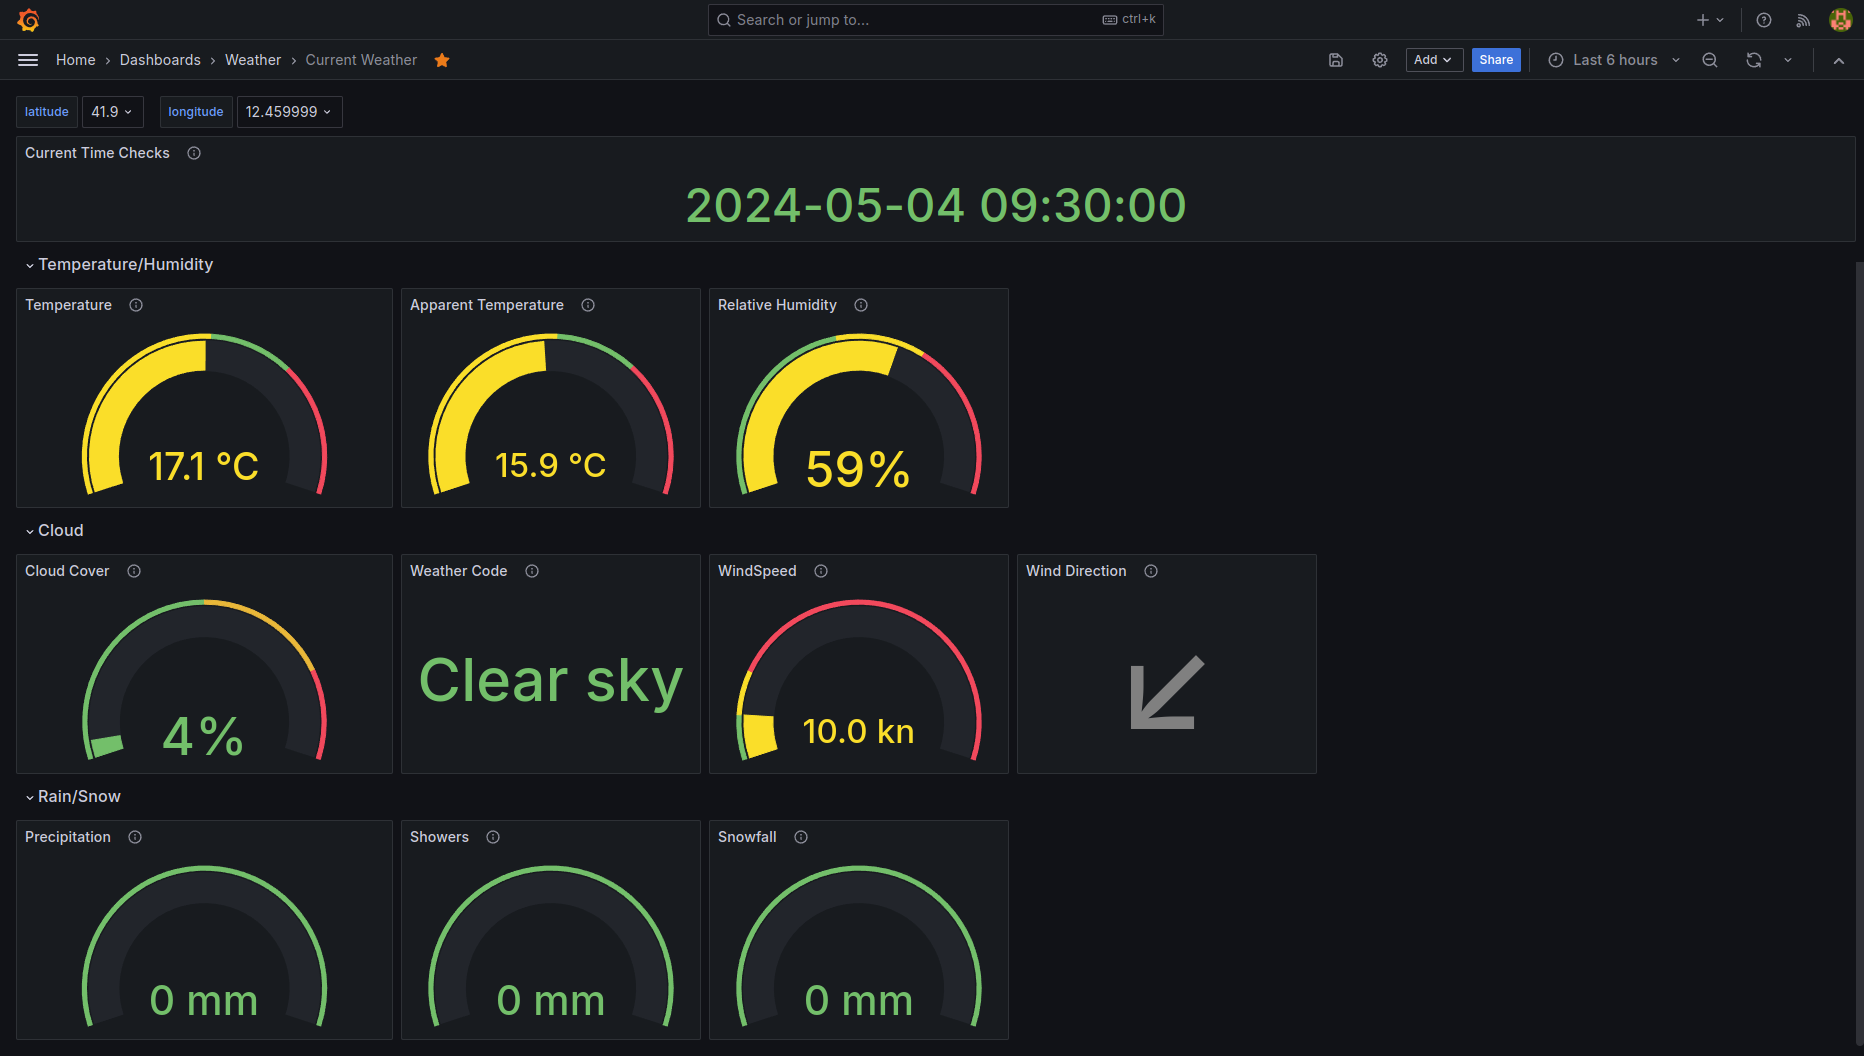 Search or jump to... ctrl+k
Home › Dashboards › Weather › Current Weather Add Share Last 6 hours
latitude 41.9 longitude 12.459999
Current Time Checks
2024-05-04 09:30:00
Temperature/Humidity
Temperature Apparent Temperature Relative Humidity
17.1 °C 15.9 °C 59%
Cloud
Cloud Cover Weather Code WindSpeed Wind Direction
4% Clear sky 10.0 kn
Rain/Snow
Precipitation Showers Snowfall
0 mm 0 mm 0 mm